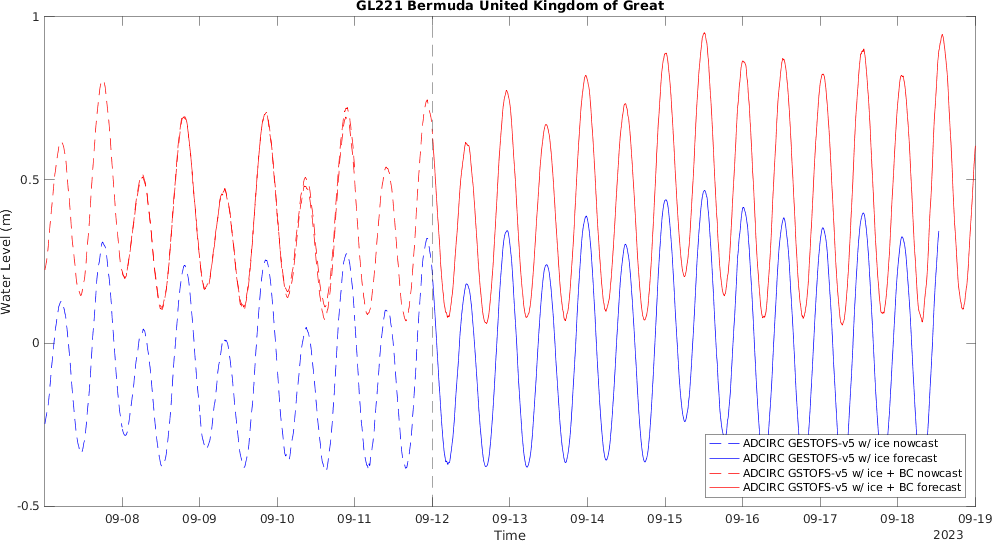 GL221 Bermuda United Kingdom of Great
1
0.5
0
-0.5
Water Level (m)
09-08 09-09 09-10 09-11 09-12 09-13 09-14 09-15 09-16 09-17 09-18 09-19
Time
2023
ADCIRC GESTOFS-v5 w/ ice nowcast
ADCIRC GESTOFS-v5 w/ ice forecast
ADCIRC GSTOFS-v5 w/ ice + BC nowcast
ADCIRC GSTOFS-v5 w/ ice + BC forecast